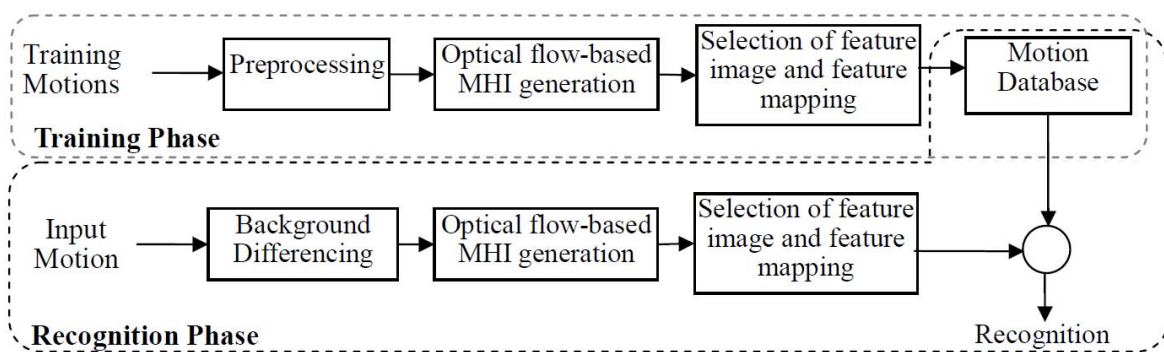 Training
Motions
Preprocessing
Optical flow-based
MHI generation
Selection of feature
image and feature
mapping
Motion
Database
Training Phase
Input
Motion
Background
Differencing
Optical flow-based
MHI generation
Selection of feature
image and feature
mapping
Recognition Phase
Recognition